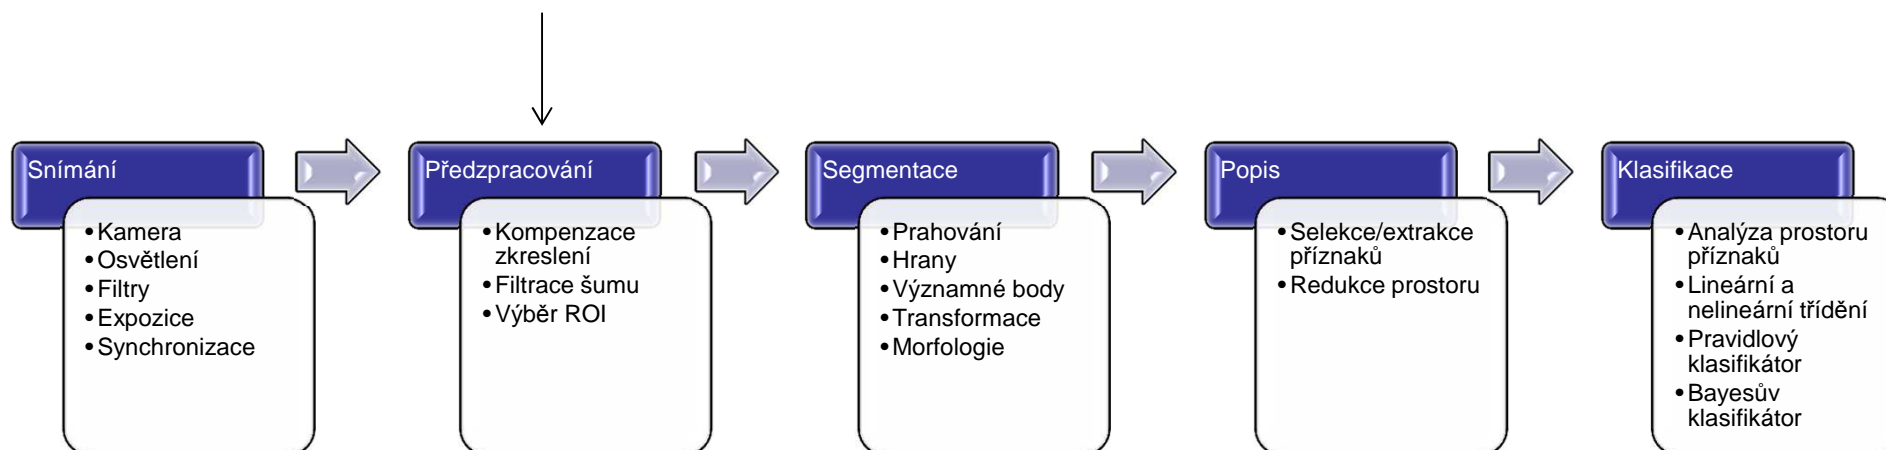 Snímání
• Kamera
• Osvětlení
• Filtry
• Expozice
• Synchronizace
Předzpracování
• Kompenzace
zkreslení
• Filtrace šumu
• Výběr ROI
Segmentace
• Prahování
• Hrany
• Významné body
• Transformace
• Morfologie
Popis
• Selekce/extrakce
příznaků
• Redukce prostoru
Klasifikace
• Analýza prostoru
příznaků
• Lineární a
nelineární třídění
• Pravidlový
klasifikátor
• Bayesův
klasifikátor